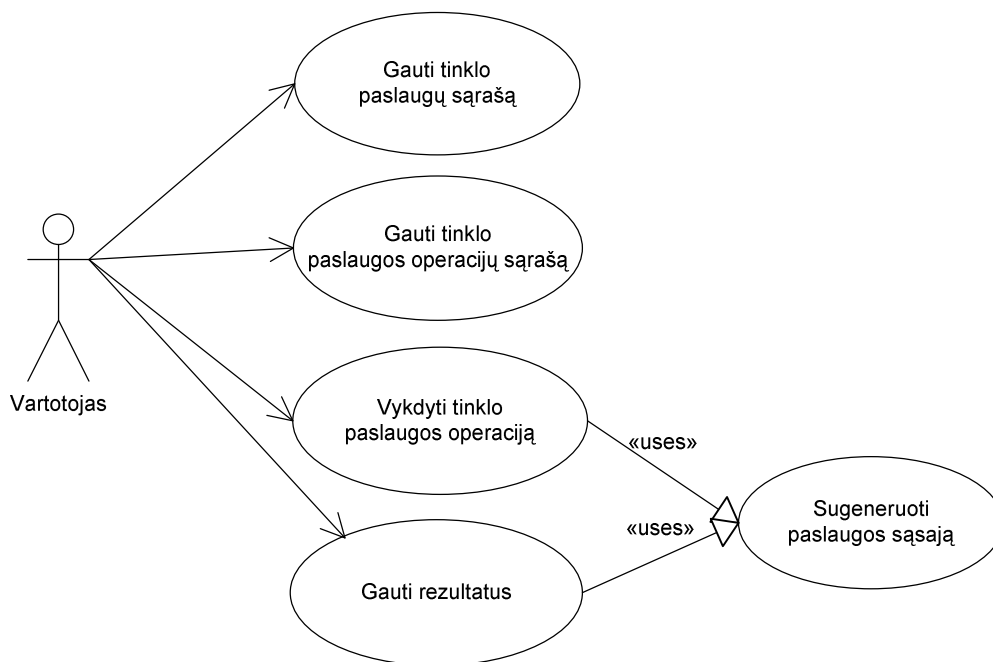 Gauti tinklo
paslaugų sąrašą
Gauti tinklo
paslaugos operacijų sąrašą
Vartotojas
Vykdyti tinklo
paslaugos operaciją
«uses»
Sugeneruoti
paslaugos sąsają
«uses»
Gauti rezultatus